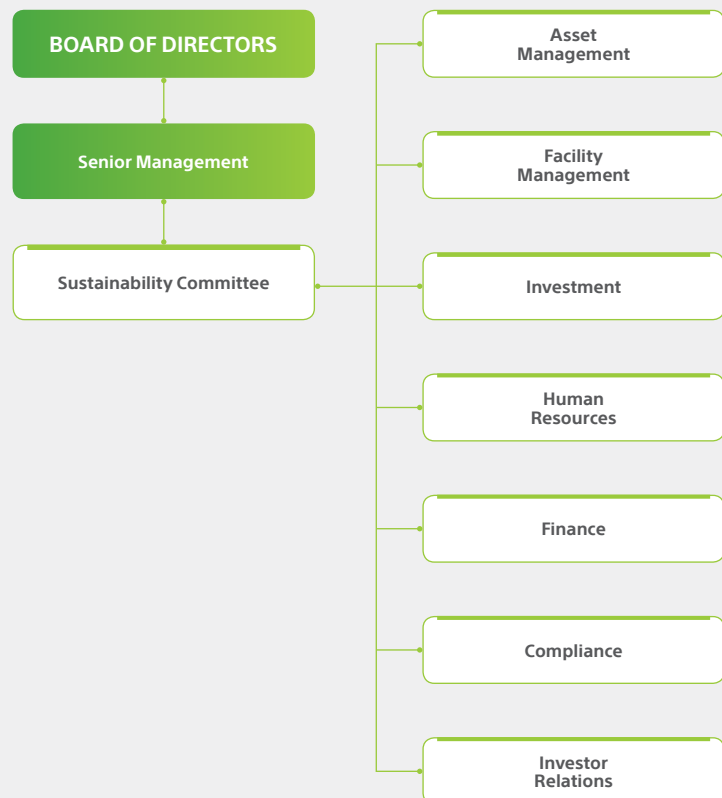 BOARD OF DIRECTORS
Senior Management
Sustainability Committee
Asset
Management
Facility
Management
Investment
Human
Resources
Finance
Compliance
Investor
Relations